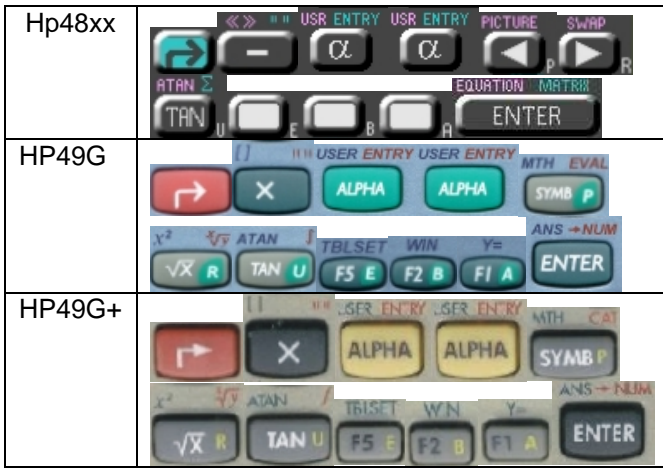 Hp48xx
« » " " USR ENTRY USR ENTRY PICTURE SWAP
− α α P R
ATAN Σ EQUATION MATRIX
TAN U E B A ENTER
HP49G
[ ] " " USER ENTRY USER ENTRY MTH EVAL
X ALPHA ALPHA SYMB P
x² ˣ√y ATAN ∫ TBLSET WIN Y= ANS →NUM
√X R TAN U F5 E F2 B F1 A ENTER
HP49G+
[ ] " " USER ENTRY USER ENTRY MTH CAT
X ALPHA ALPHA SYMB P
x² ˣ√y ATAN ∫ TBLSET WIN Y= ANS →NUM
√X R TAN U F5 E F2 B F1 A ENTER